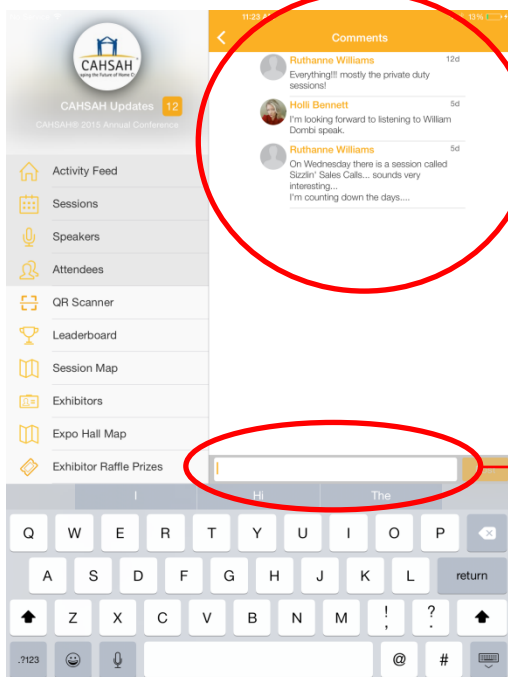 11:23
13%
Comments
CAHSAH
CAHSAH Updates 12
CAHSAH® 2015 Annual Conference
Activity Feed
Sessions
Speakers
Attendees
QR Scanner
Leaderboard
Session Map
Exhibitors
Expo Hall Map
Exhibitor Raffle Prizes
Ruthanne Williams 12d
Everything!!! mostly the private duty
sessions!
Holli Bennett 5d
I'm looking forward to listening to William
Dombi speak.
Ruthanne Williams 5d
On Wednesday there is a session called
Sizzlin' Sales Calls... sounds very
interesting...
I'm counting down the days....
I Hi The
Q W E R T Y U I O P
A S D F G H J K L return
Z X C V B N M ! , ? .
.?123 @ #